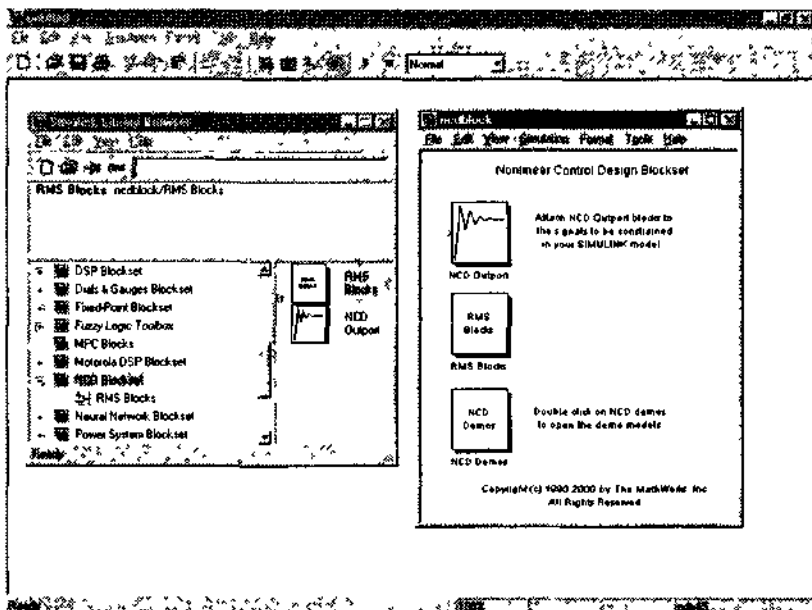 Normal
File Edit View Simulation Format Tools Help
RMS Blocks ncdblock/RMS Blocks
Nonlinear Control Design Blockset
Attach NCD Outport blocks to
the signals to be constrained
in your SIMULINK model
NCD Outport
RMS
Blocks
RMS Blocks
NCD
Demos
Double click on NCD demos
to open the demo models
NCD Demos
Copyright (c) 1990-2000 by The MathWorks Inc
All Rights Reserved
DSP Blockset
Dials & Gauges Blockset
Fixed-Point Blockset
Fuzzy Logic Toolbox
MPC Blocks
Motorola DSP Blockset
NCD Blockset
RMS Blocks
Neural Network Blockset
Power System Blockset
RMS
Blocks
NCD
Outport
Ready